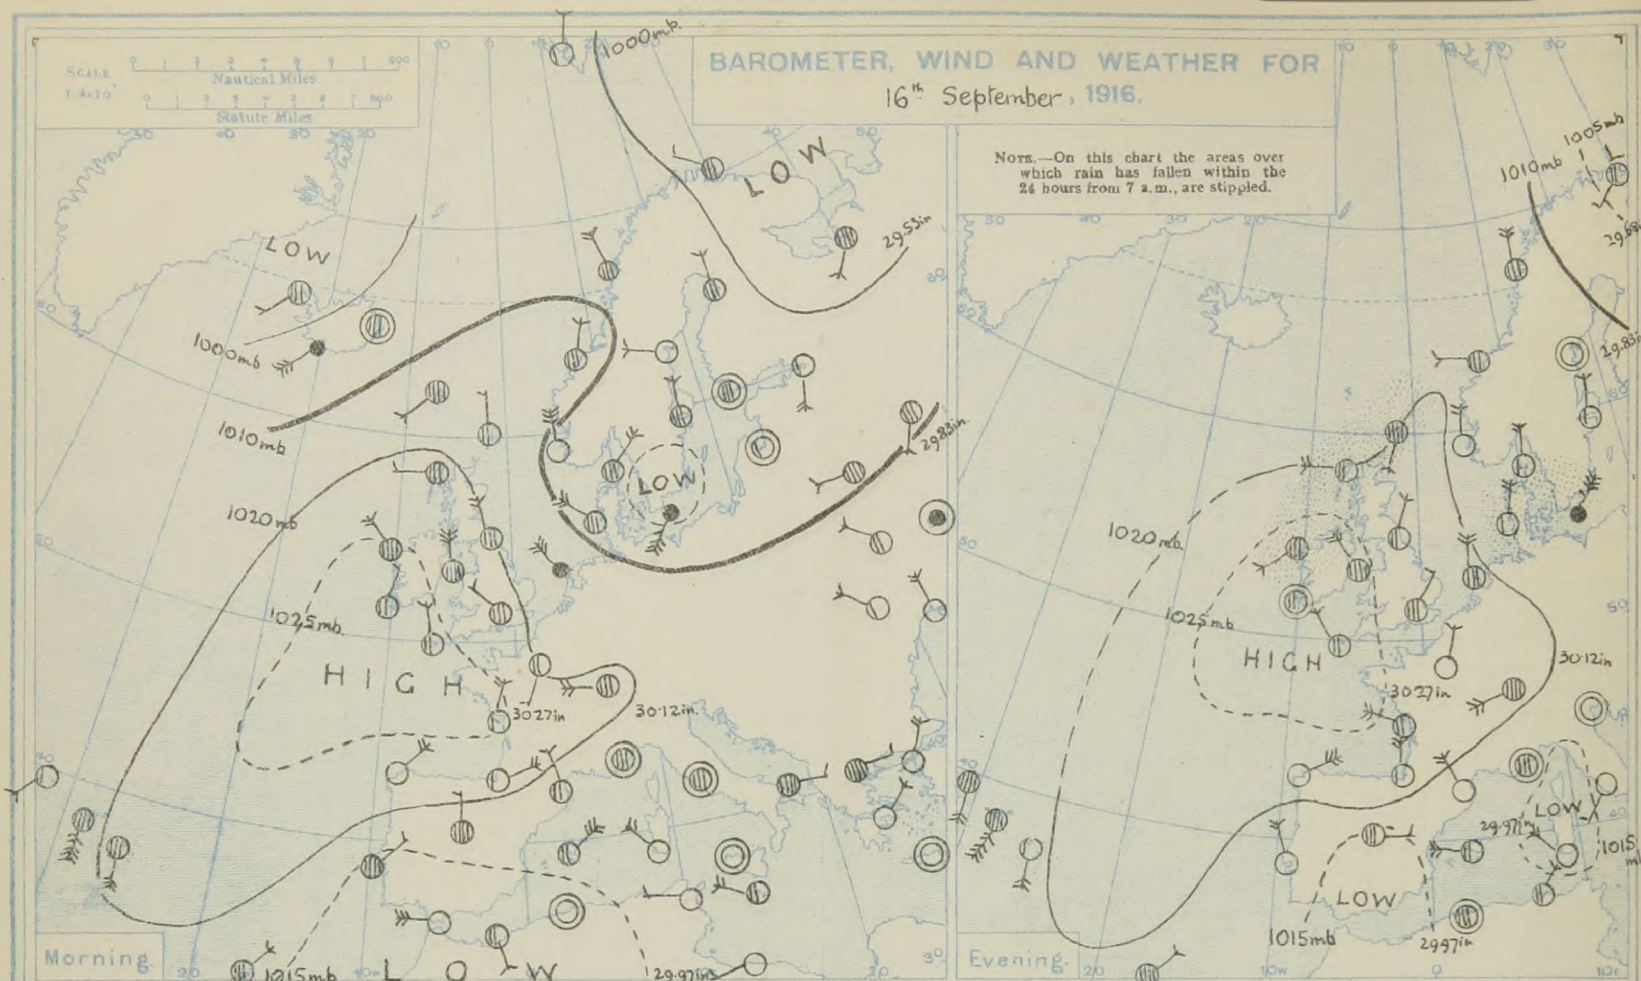 BAROMETER, WIND AND WEATHER FOR
16th September, 1916.
NOTE.—On this chart the areas over
which rain has fallen within the
24 hours from 7 a.m., are stippled.
SCALE
Nautical Miles
Statute Miles
1000mb.
LOW
29.53in
LOW
1000mb
1010mb
29.83in.
LOW
1020mb
1025mb.
HIGH
30.27in
30.12in.
1015mb
LOW
29.97ins
Morning.
1005mb
1010mb
1020mb.
1025mb
HIGH
30.12in
30.27in
LOW
29.97in
1015
mb
LOW
1015mb
29.97in
Evening.